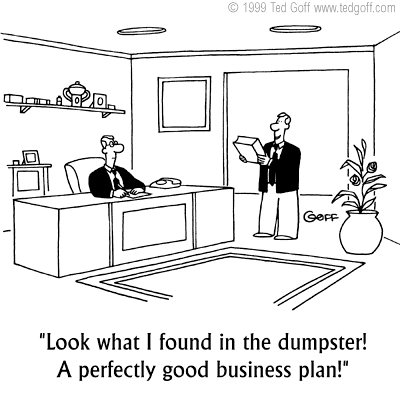 © 1999 Ted Goff www.tedgoff.com
GOFF
"Look what I found in the dumpster!
A perfectly good business plan!"